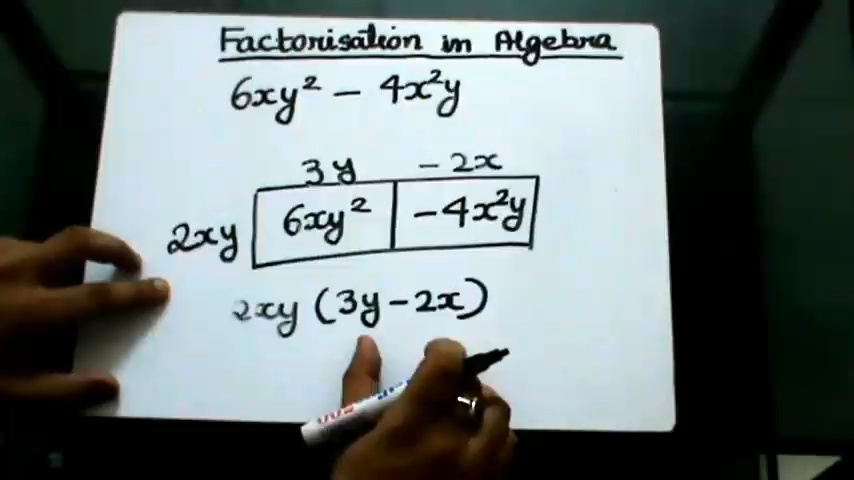 Factorisation in Algebra
6xy² - 4x²y
3y - 2x
2xy 6xy² -4x²y
2xy (3y - 2x)